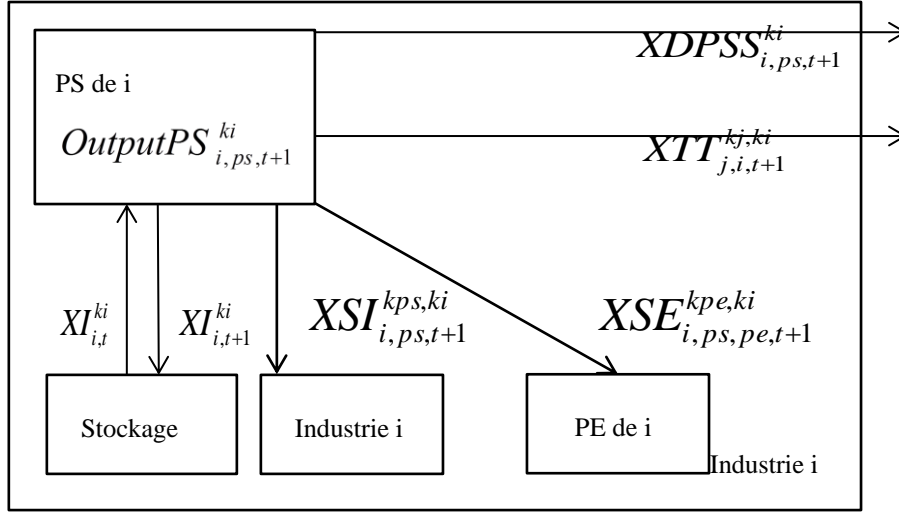 XDPSS^{ki}_{i,ps,t+1}
PS de i
OutputPS^{ki}_{i,ps,t+1}
XTT^{kj,ki}_{j,i,t+1}
XI^{ki}_{i,t}
XI^{ki}_{i,t+1}
XSI^{kps,ki}_{i,ps,t+1}
XSE^{kpe,ki}_{i,ps,pe,t+1}
Stockage
Industrie i
PE de i
Industrie i